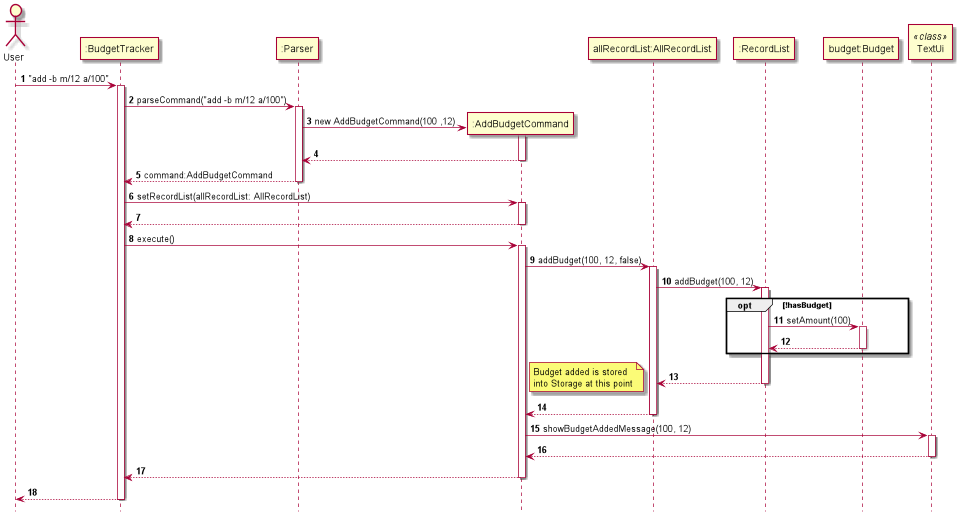 User
:BudgetTracker
:Parser
:AddBudgetCommand
allRecordList:AllRecordList
:RecordList
budget:Budget
«class»
TextUi
1 "add -b m/12 a/100"
2 parseCommand("add -b m/12 a/100")
3 new AddBudgetCommand(100 ,12)
4
5 command:AddBudgetCommand
6 setRecordList(allRecordList: AllRecordList)
7
8 execute()
9 addBudget(100, 12, false)
10 addBudget(100, 12)
opt [!hasBudget]
11 setAmount(100)
12
Budget added is stored
into Storage at this point
13
14
15 showBudgetAddedMessage(100, 12)
16
17
18